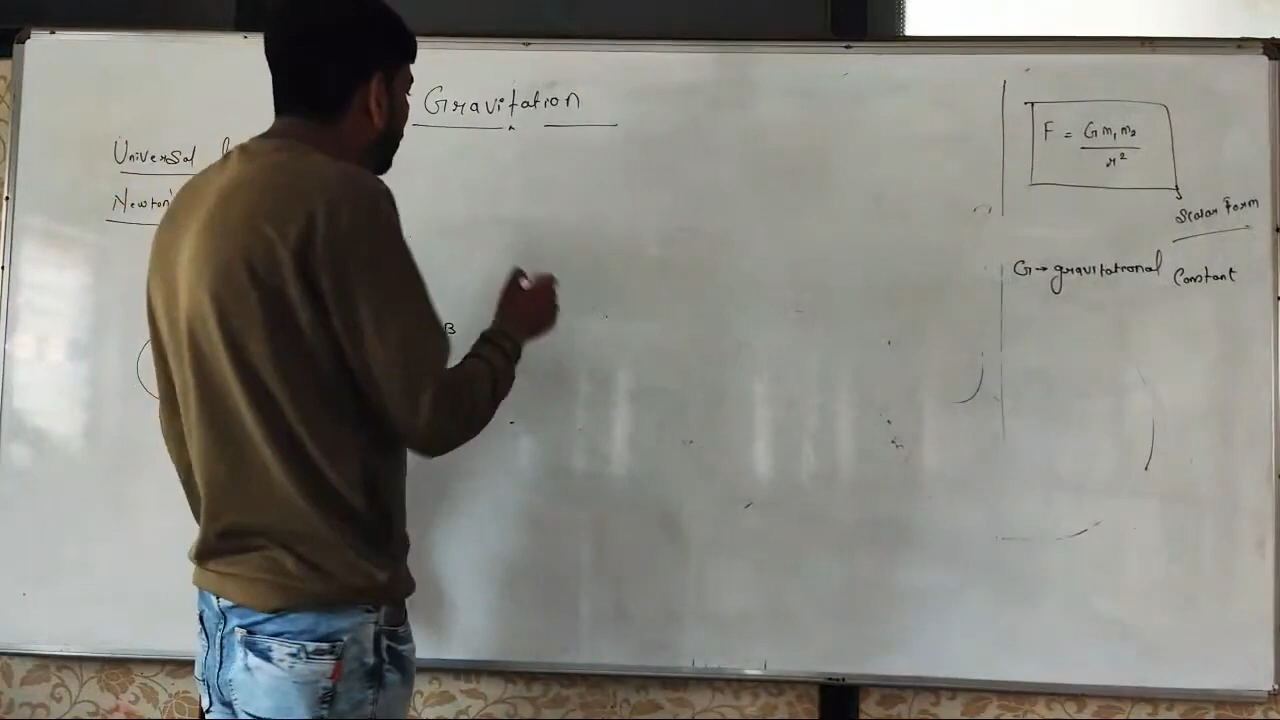 Gravitation
Universal
Newton's
B
F = G m₁ m₂
r²
Scalar Form
G → gravitational Constant